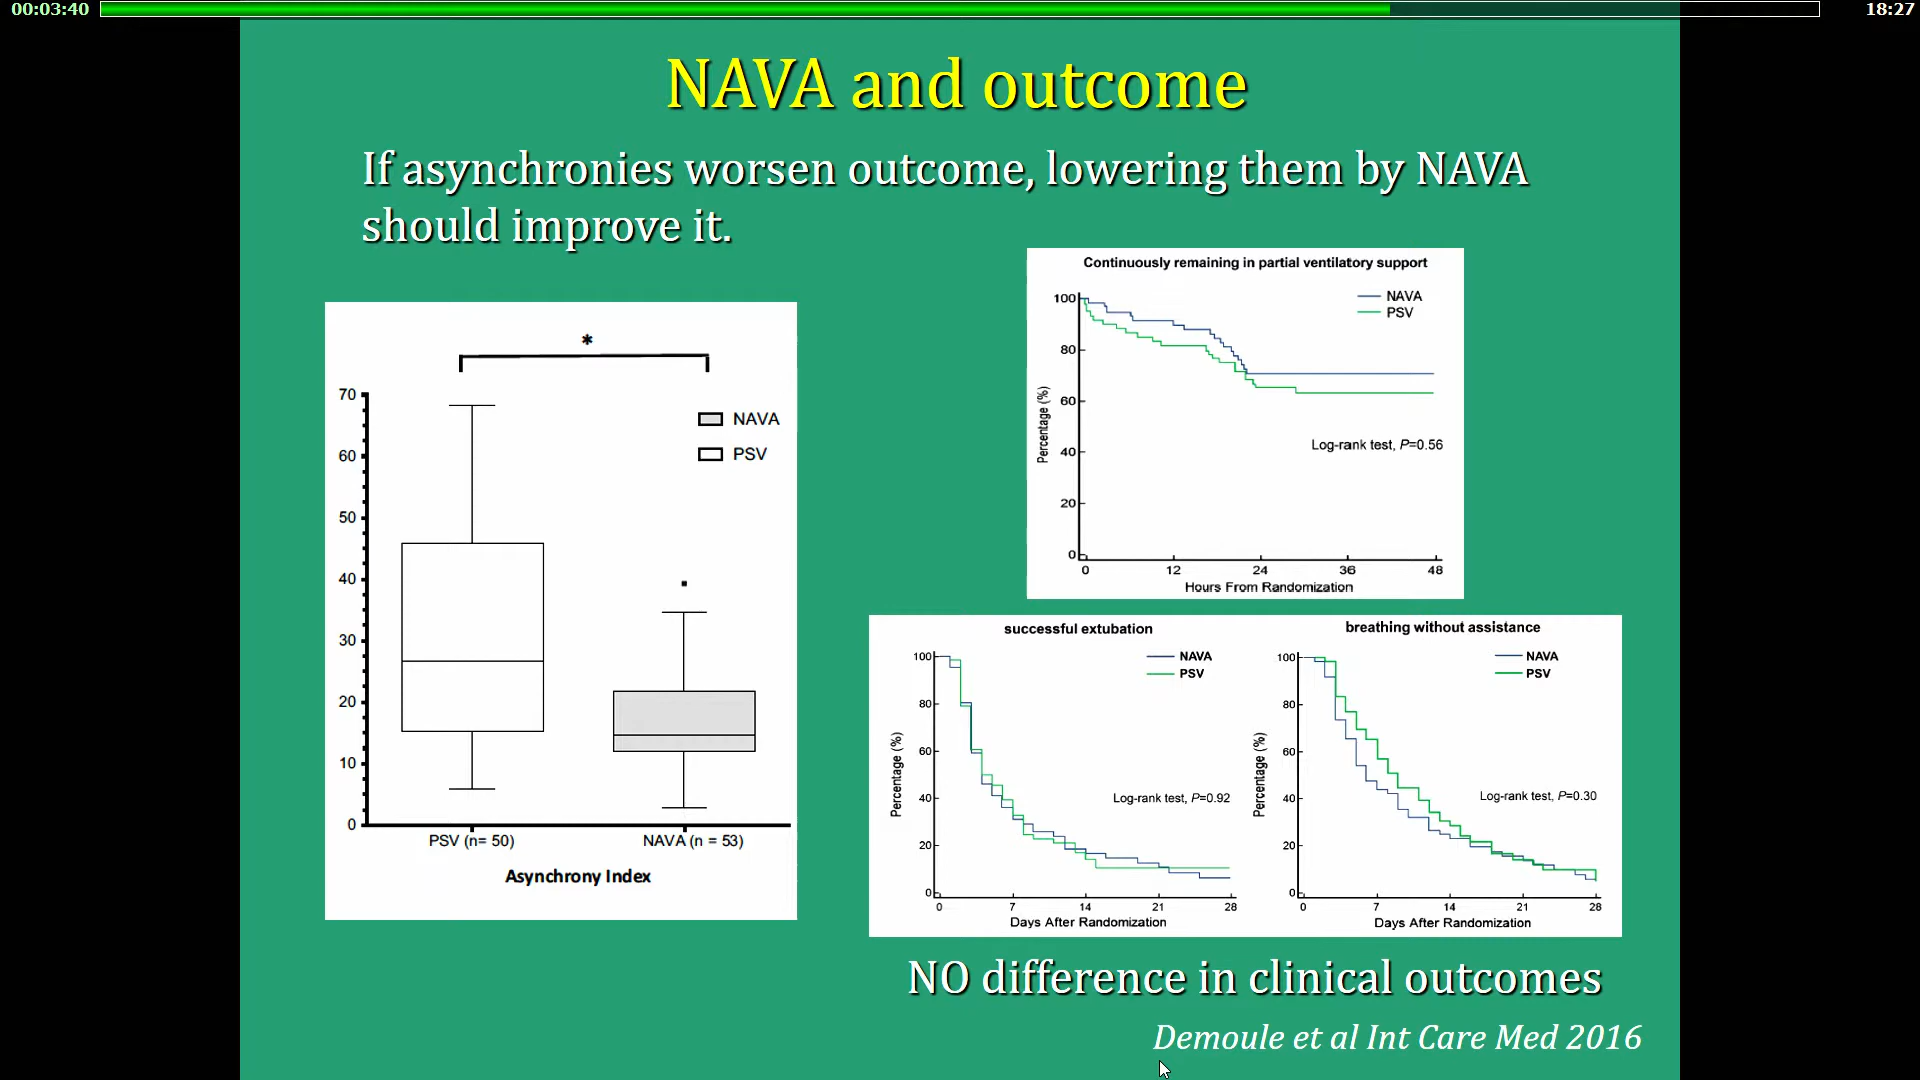 00:03:40
18:27
NAVA and outcome
If asynchronies worsen outcome, lowering them by NAVA
should improve it.
*
70
60
50
40
30
20
10
0
NAVA
PSV
PSV (n= 50)
NAVA (n = 53)
Asynchrony Index
Continuously remaining in partial ventilatory support
NAVA
PSV
100
80
60
40
20
0
Percentage (%)
Log-rank test, P=0.56
0 12 24 36 48
Hours From Randomization
successful extubation
NAVA
PSV
100
80
60
40
20
0
Percentage (%)
Log-rank test, P=0.92
0 7 14 21 28
Days After Randomization
breathing without assistance
NAVA
PSV
100
80
60
40
20
0
Percentage (%)
Log-rank test, P=0.30
0 7 14 21 28
Days After Randomization
NO difference in clinical outcomes
Demoule et al Int Care Med 2016